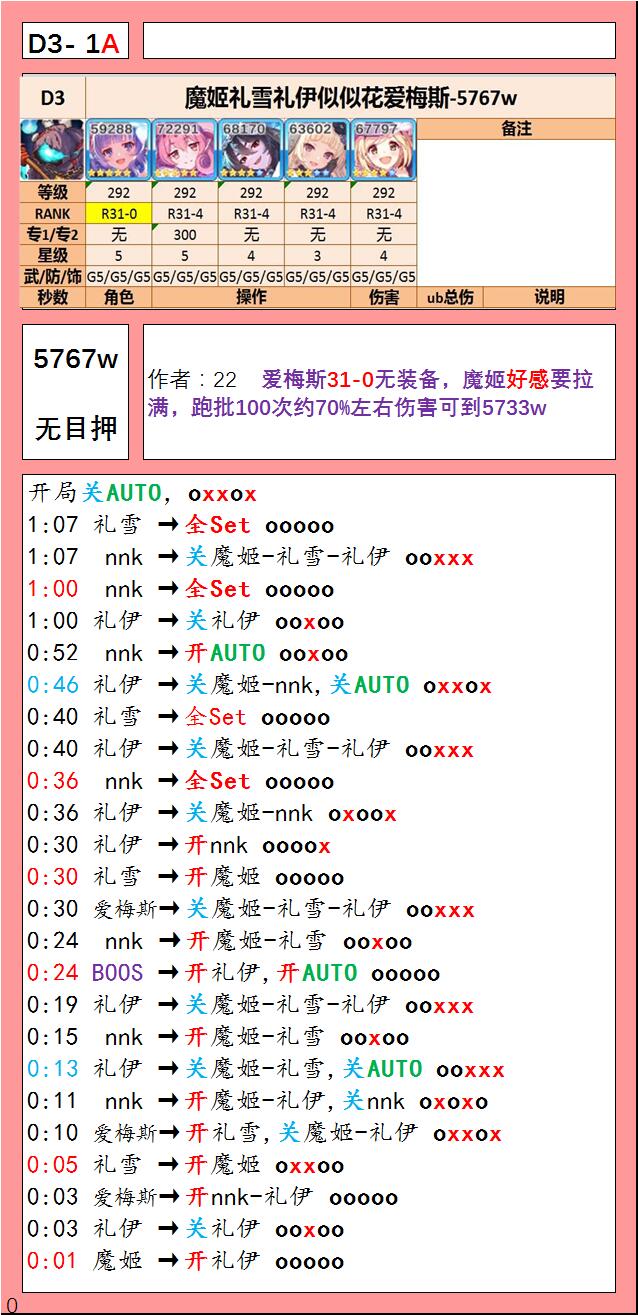 D3- 1A
D3 魔姬礼雪礼伊似似花爱梅斯-5767w
59288 72291 68170 63602 67797 备注
等级 292 292 292 292 292
RANK R31-0 R31-4 R31-4 R31-4 R31-4
专1/专2 无 300 无 无 无
星级 5 5 4 3 4
武/防/饰 G5/G5/G5 G5/G5/G5 G5/G5/G5 G5/G5/G5 G5/G5/G5
秒数 角色 操作 伤害 ub总伤 说明
5767w
无目押
作者：22 爱梅斯31-0无装备，魔姬好感要拉
满，跑批100次约70%左右伤害可到5733w
开局关AUTO, oxxox
1:07 礼雪 →全Set ooooo
1:07 nnk →关魔姬-礼雪-礼伊 ooxxx
1:00 nnk →全Set ooooo
1:00 礼伊 →关礼伊 ooxoo
0:52 nnk →开AUTO ooxoo
0:46 礼伊 →关魔姬-nnk,关AUTO oxxox
0:40 礼雪 →全Set ooooo
0:40 礼伊 →关魔姬-礼雪-礼伊 ooxxx
0:36 nnk →全Set ooooo
0:36 礼伊 →关魔姬-nnk oxoox
0:30 礼伊 →开nnk oooox
0:30 礼雪 →开魔姬 ooooo
0:30 爱梅斯→关魔姬-礼雪-礼伊 ooxxx
0:24 nnk →开魔姬-礼雪 ooxoo
0:24 BOOS →开礼伊,开AUTO ooooo
0:19 礼伊 →关魔姬-礼雪-礼伊 ooxxx
0:15 nnk →开魔姬-礼雪 ooxoo
0:13 礼伊 →关魔姬-礼雪,关AUTO ooxxx
0:11 nnk →开魔姬-礼伊,关nnk oxoxo
0:10 爱梅斯→开礼雪,关魔姬-礼伊 oxxox
0:05 礼雪 →开魔姬 oxxoo
0:03 爱梅斯→开nnk-礼伊 ooooo
0:03 礼伊 →关礼伊 ooxoo
0:01 魔姬 →开礼伊 ooooo
0